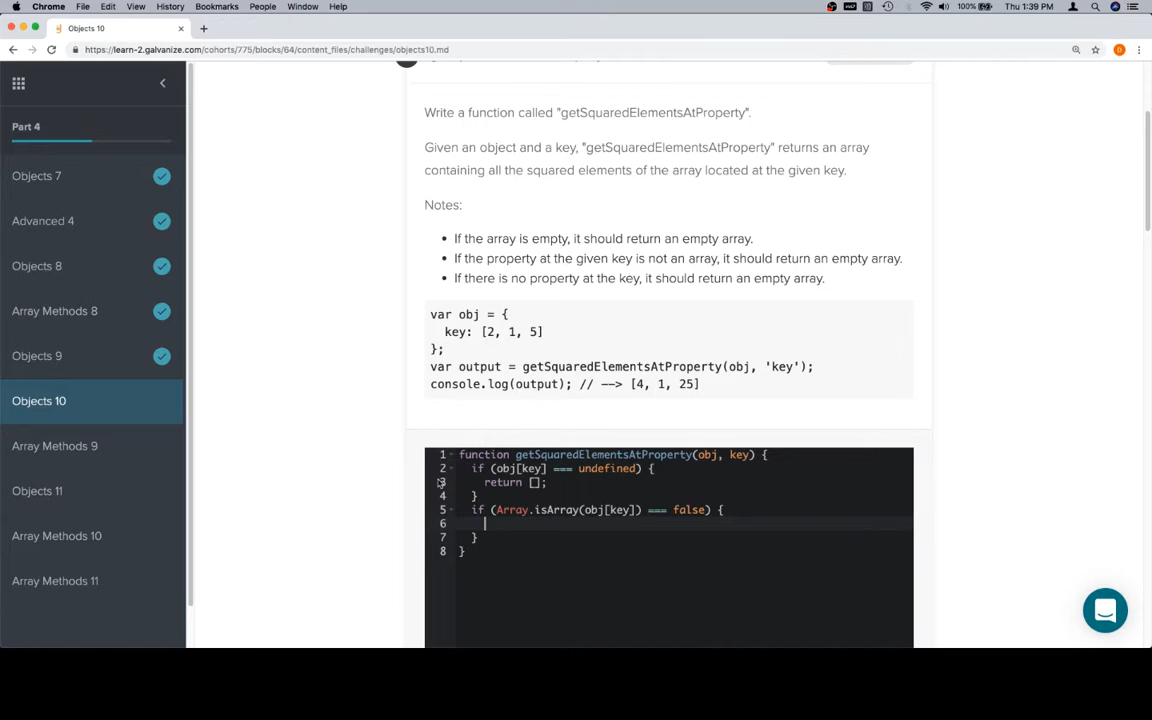 Chrome File Edit View History Bookmarks People Window Help
100% Thu 1:39 PM
Objects 10
https://learn-2.galvanize.com/cohorts/775/blocks/64/content_files/challenges/objects10.md
Part 4
Objects 7
Advanced 4
Objects 8
Array Methods 8
Objects 9
Objects 10
Array Methods 9
Objects 11
Array Methods 10
Array Methods 11
Write a function called "getSquaredElementsAtProperty".
Given an object and a key, "getSquaredElementsAtProperty" returns an array
containing all the squared elements of the array located at the given key.
Notes:
• If the array is empty, it should return an empty array.
• If the property at the given key is not an array, it should return an empty array.
• If there is no property at the key, it should return an empty array.
var obj = {
key: [2, 1, 5]
};
var output = getSquaredElementsAtProperty(obj, 'key');
console.log(output); // --> [4, 1, 25]
1 function getSquaredElementsAtProperty(obj, key) {
2 if (obj[key] === undefined) {
3 return [];
4 }
5 if (Array.isArray(obj[key]) === false) {
6
7 }
8 }